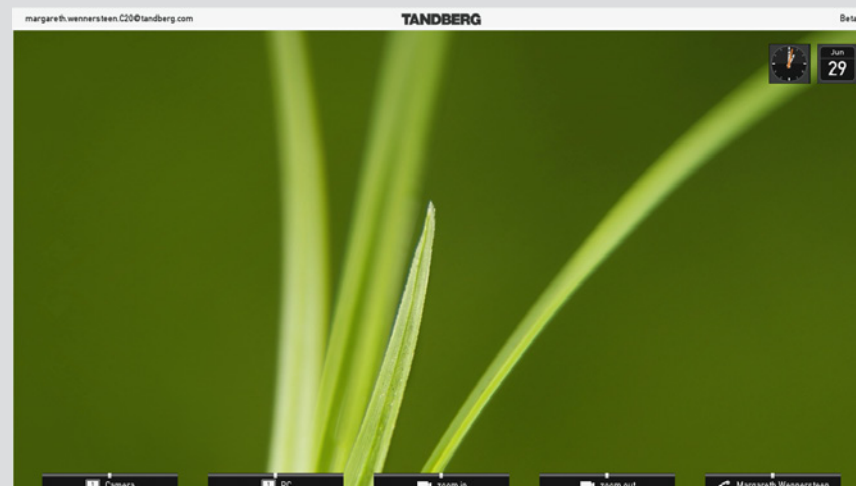 margareth.wennersteen.C20@tandberg.com TANDBERG Beta
Jun
29
Camera PC zoom in zoom out Margareth Wennersteen